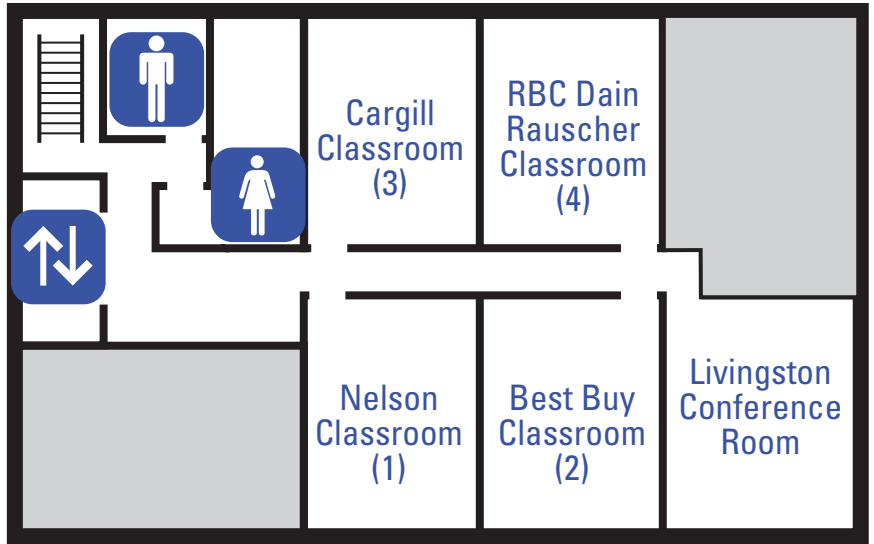 Cargill
Classroom
(3)
RBC Dain
Rauscher
Classroom
(4)
Nelson
Classroom
(1)
Best Buy
Classroom
(2)
Livingston
Conference
Room